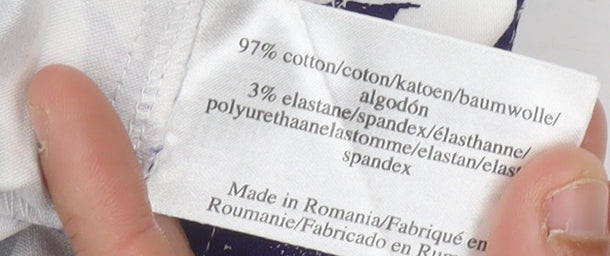 97% cotton/coton/katoen/baumwolle/
algodón
3% elastane/spandex/élasthanne/
polyurethaanelastomme/elastan/elas
spandex
Made in Romania/Fabriqué en
Roumanie/Fabricado en Rum